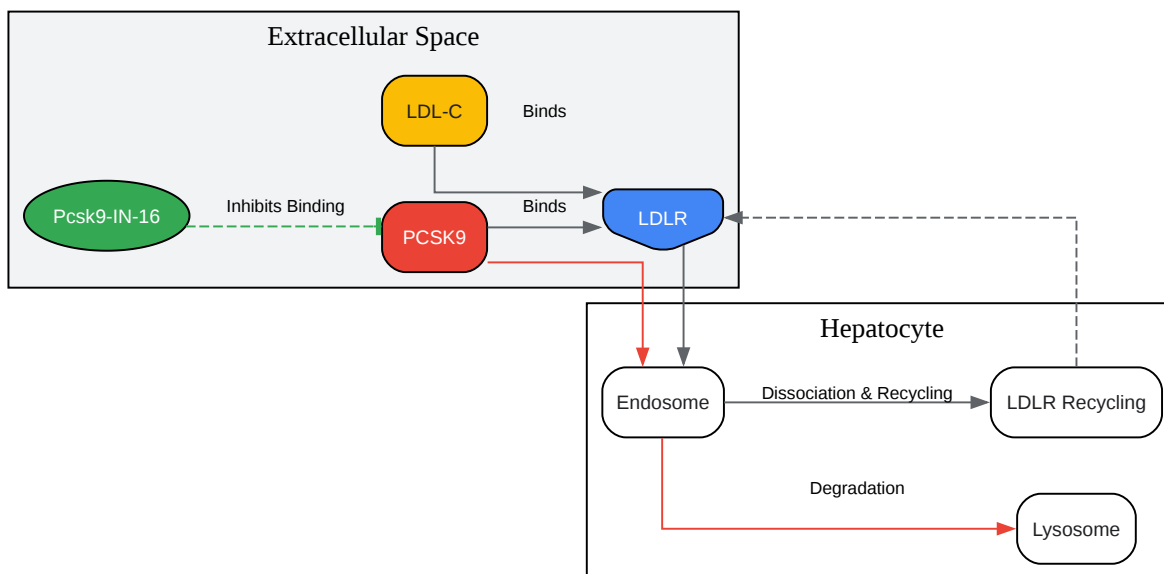 Extracellular Space
LDL-C
Binds
Pcsk9-IN-16
Inhibits Binding
PCSK9
Binds
LDLR
Hepatocyte
Endosome
Dissociation & Recycling
LDLR Recycling
Degradation
Lysosome